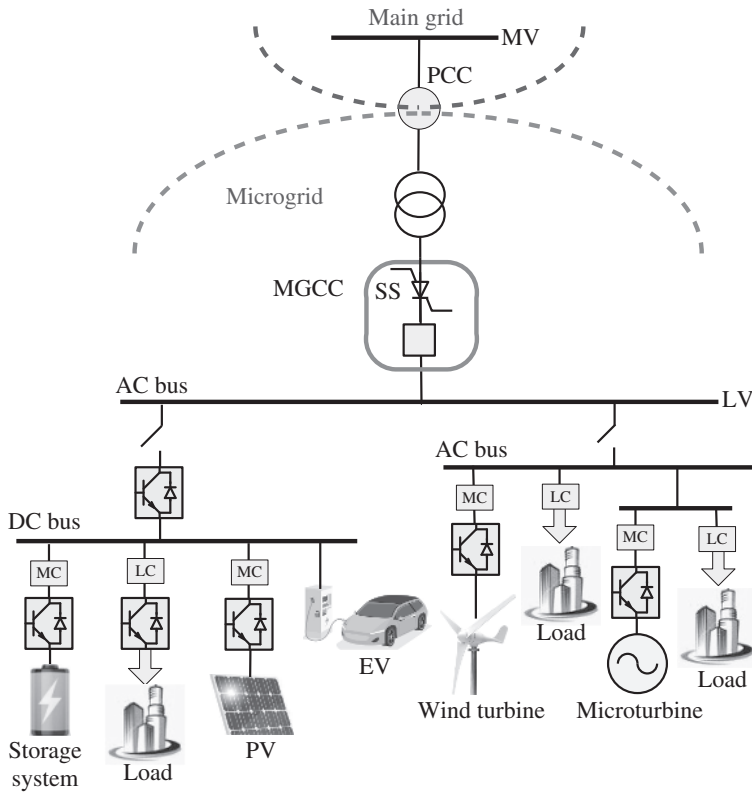 Main grid
MV
PCC
Microgrid
MGCC
SS
AC bus
LV
AC bus
MC
LC
DC bus
MC
LC
MC
MC
LC
EV
Load
Load
Wind turbine
Microturbine
Storage
system
Load
PV